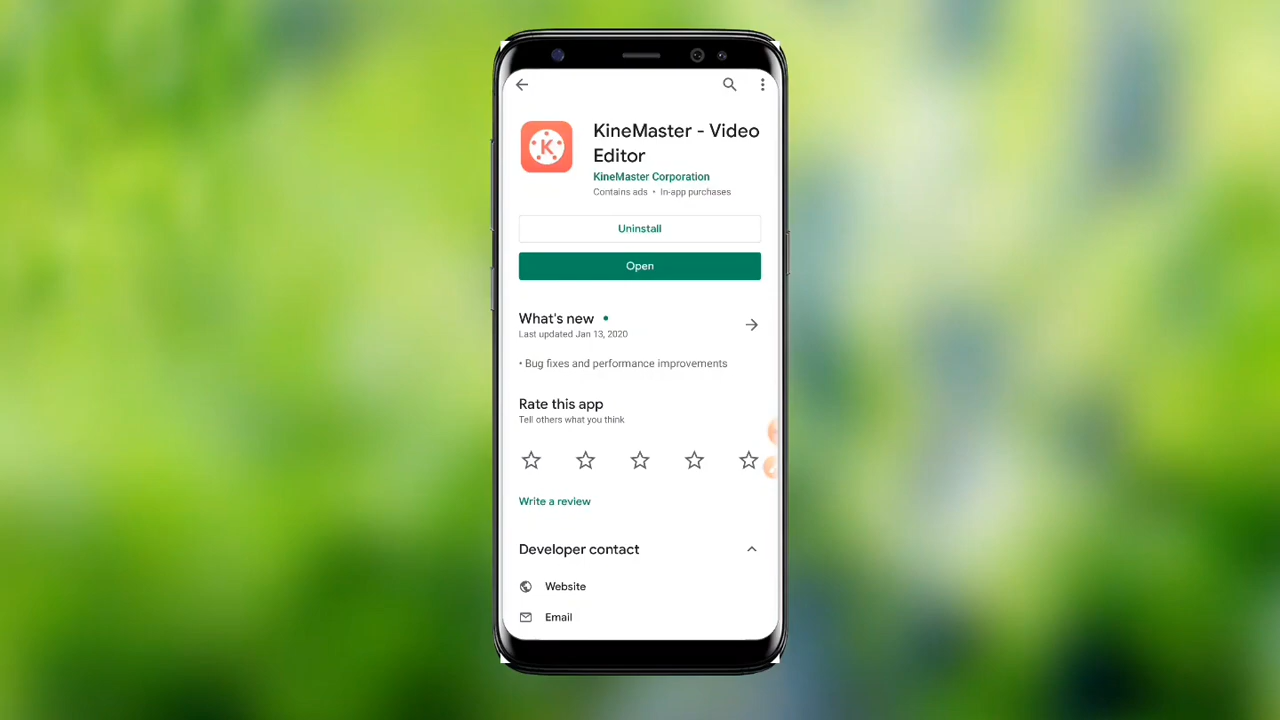 K
KineMaster - Video
Editor
KineMaster Corporation
Contains ads • In-app purchases
Uninstall
Open
What's new •
Last updated Jan 13, 2020
• Bug fixes and performance improvements
Rate this app
Tell others what you think
Write a review
Developer contact
Website
Email